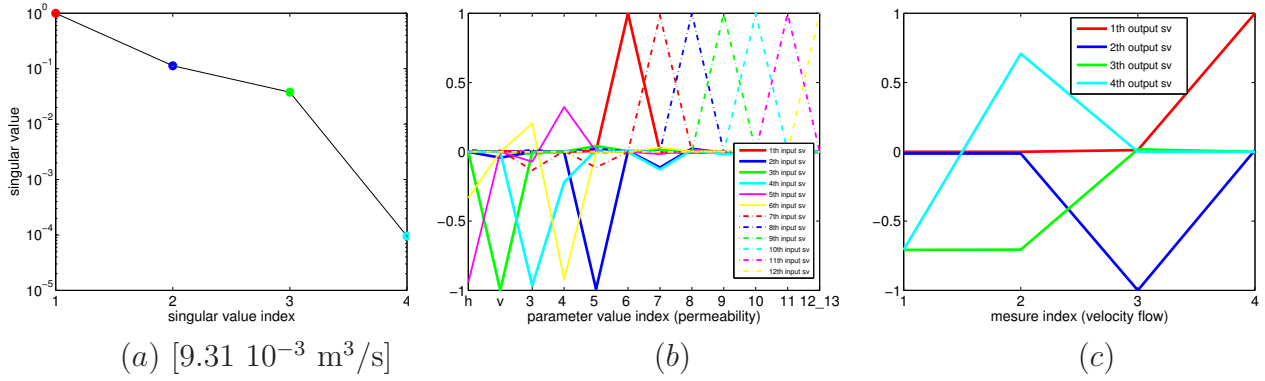 10^0
10^-1
10^-2
10^-3
10^-4
10^-5
singular value
1 2 3 4
singular value index
(a) [9.31 10^-3 m^3/s]
1
0.5
0
−0.5
−1
h v 3 4 5 6 7 8 9 10 11 12_13
parameter value index (permeability)
1th input sv
2th input sv
3th input sv
4th input sv
5th input sv
6th input sv
7th input sv
8th input sv
9th input sv
10th input sv
11th input sv
12th input sv
(b)
1
0.5
0
−0.5
−1
1 2 3 4
mesure index (velocity flow)
1th output sv
2th output sv
3th output sv
4th output sv
(c)